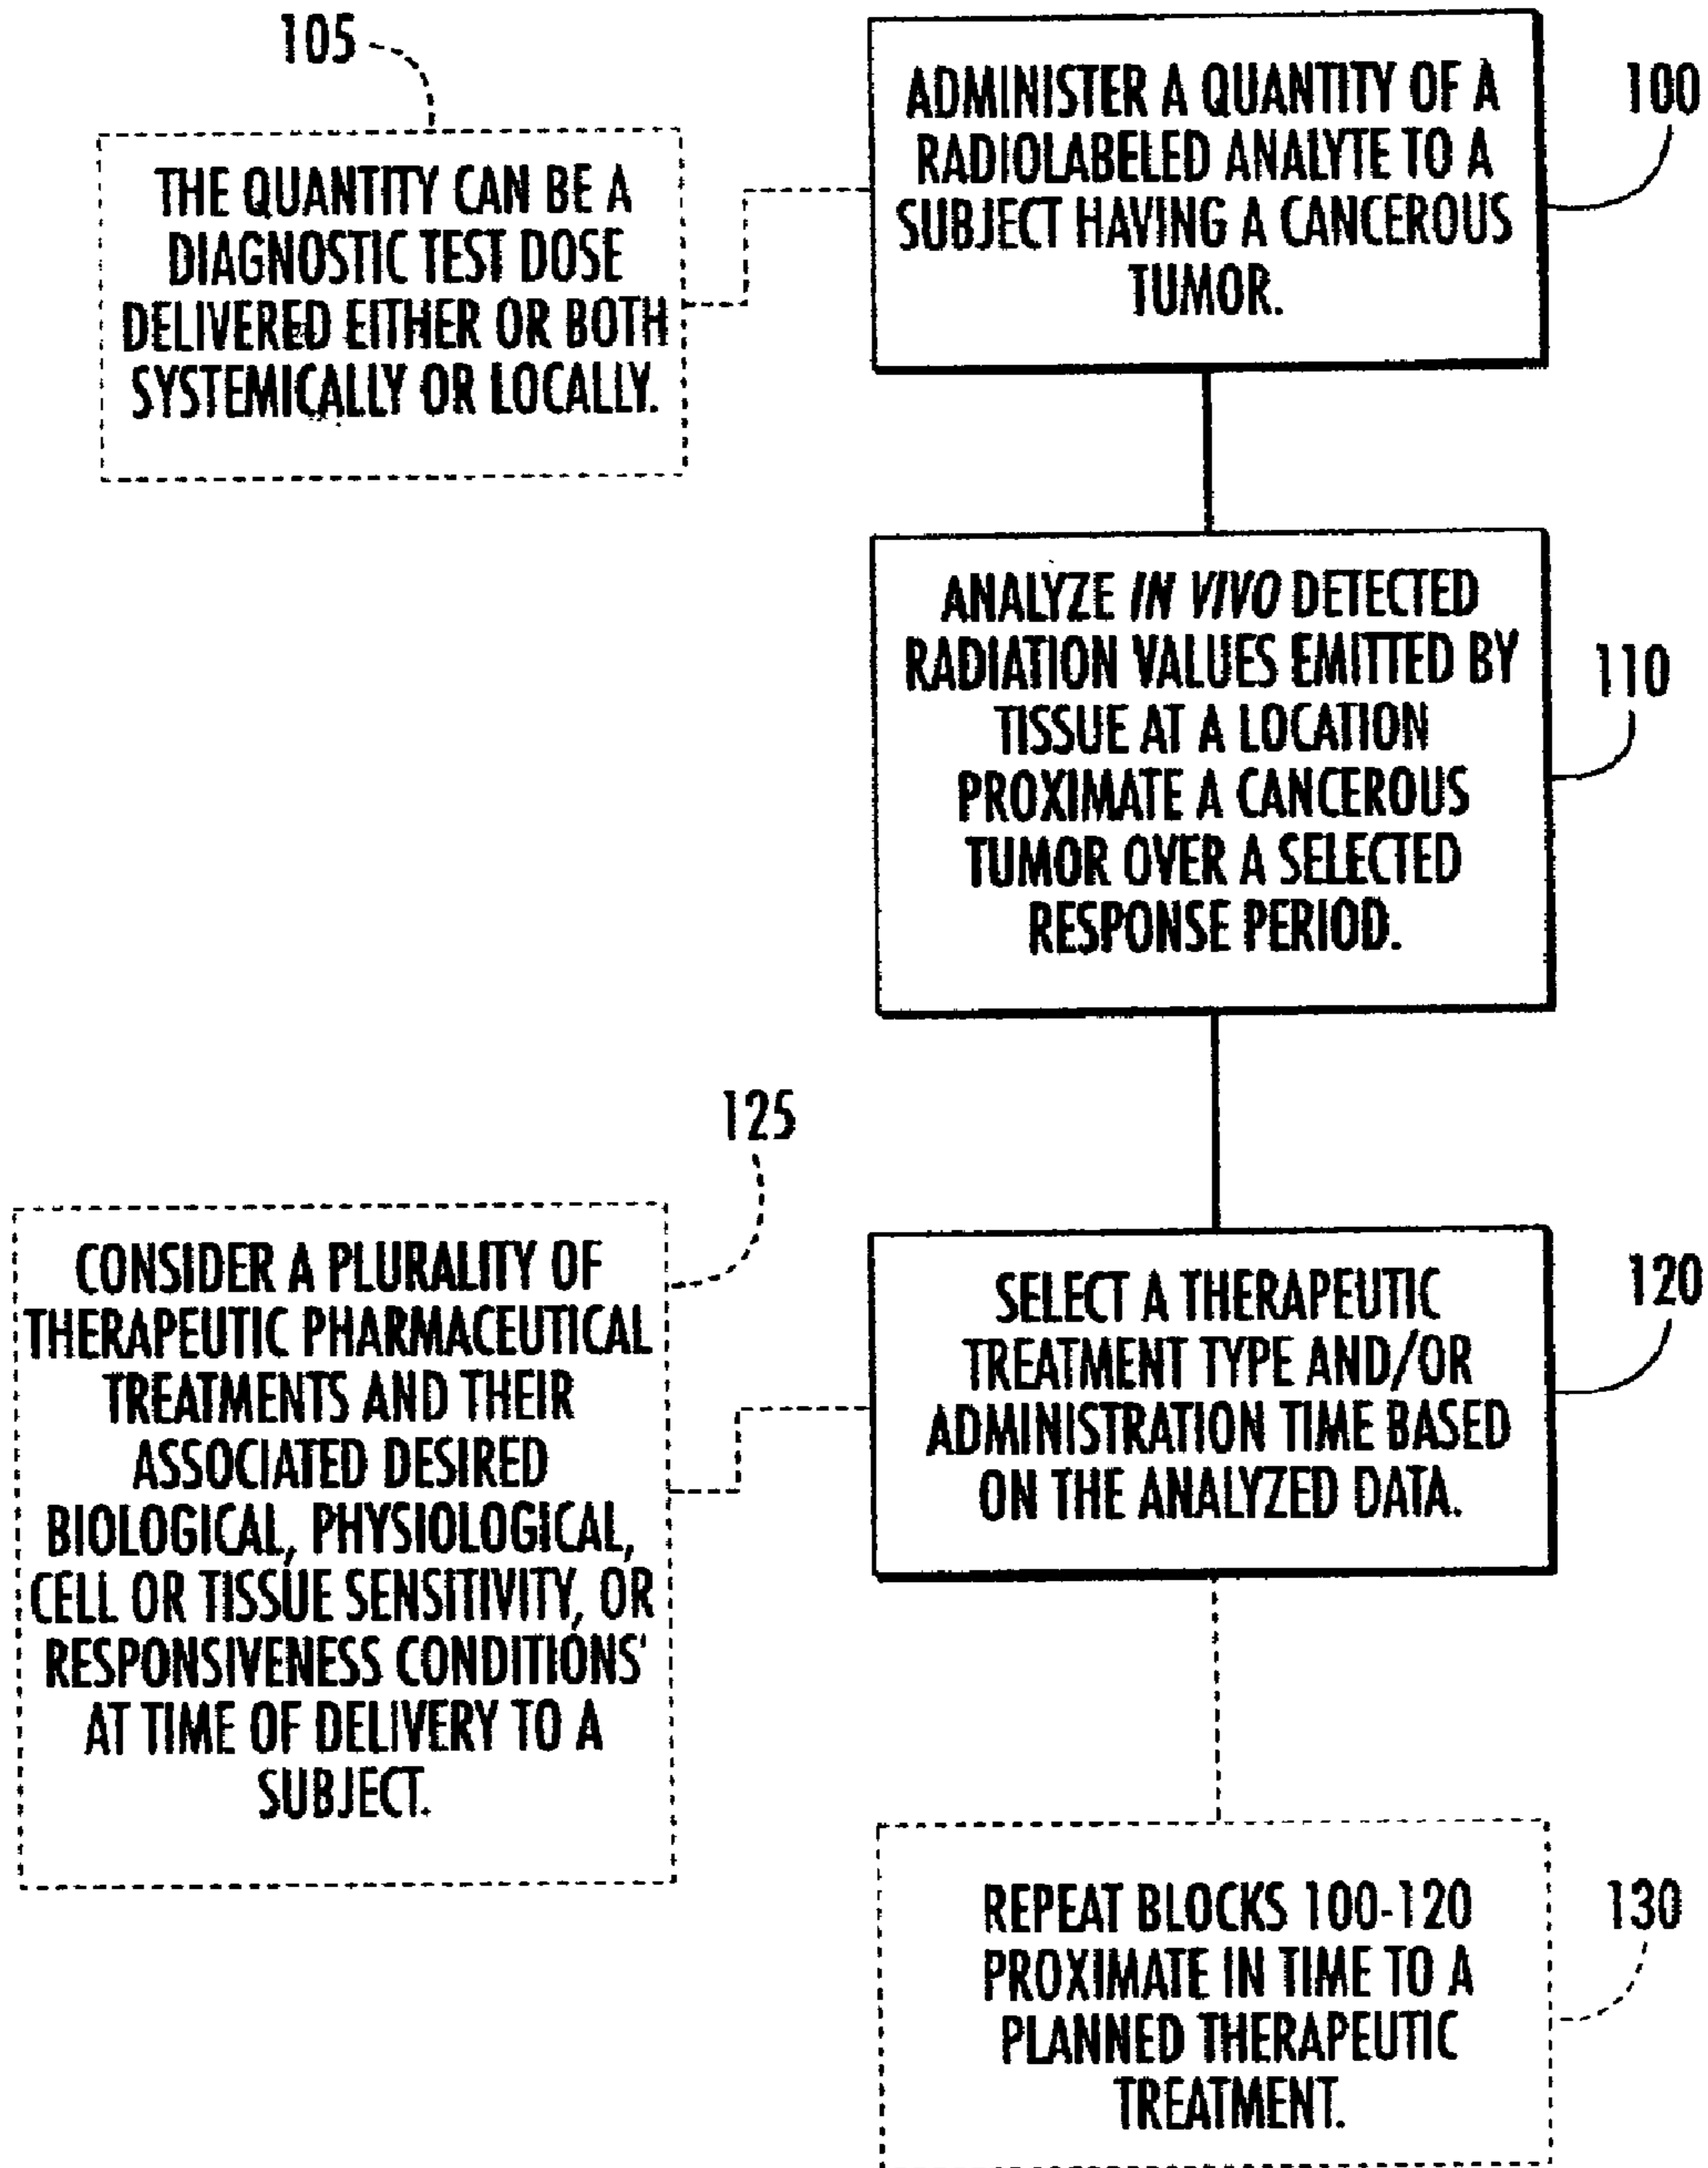 105
THE QUANTITY CAN BE A
DIAGNOSTIC TEST DOSE
DELIVERED EITHER OR BOTH
SYSTEMICALLY OR LOCALLY.
100
ADMINISTER A QUANTITY OF A
RADIOLABELED ANALYTE TO A
SUBJECT HAVING A CANCEROUS
TUMOR.
110
ANALYZE IN VIVO DETECTED
RADIATION VALUES EMITTED BY
TISSUE AT A LOCATION
PROXIMATE A CANCEROUS
TUMOR OVER A SELECTED
RESPONSE PERIOD.
125
CONSIDER A PLURALITY OF
THERAPEUTIC PHARMACEUTICAL
TREATMENTS AND THEIR
ASSOCIATED DESIRED
BIOLOGICAL, PHYSIOLOGICAL,
CELL OR TISSUE SENSITIVITY, OR
RESPONSIVENESS CONDITIONS'
AT TIME OF DELIVERY TO A
SUBJECT.
120
SELECT A THERAPEUTIC
TREATMENT TYPE AND/OR
ADMINISTRATION TIME BASED
ON THE ANALYZED DATA.
130
REPEAT BLOCKS 100-120
PROXIMATE IN TIME TO A
PLANNED THERAPEUTIC
TREATMENT.